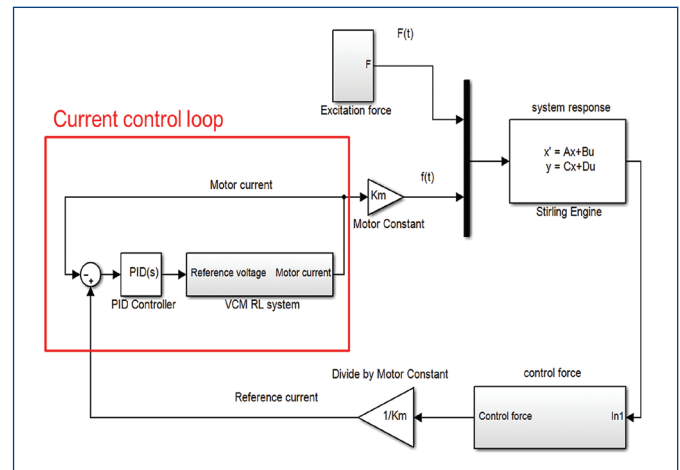 F(t)
F
Excitation force
system response
Current control loop
x' = Ax+Bu
y = Cx+Du
Stirling Engine
Motor current
f(t)
Km
Motor Constant
-
+
PID(s)
PID Controller
Reference voltage
Motor current
VCM RL system
Divide by Motor Constant
control force
Reference current
1/Km
Control force
In1